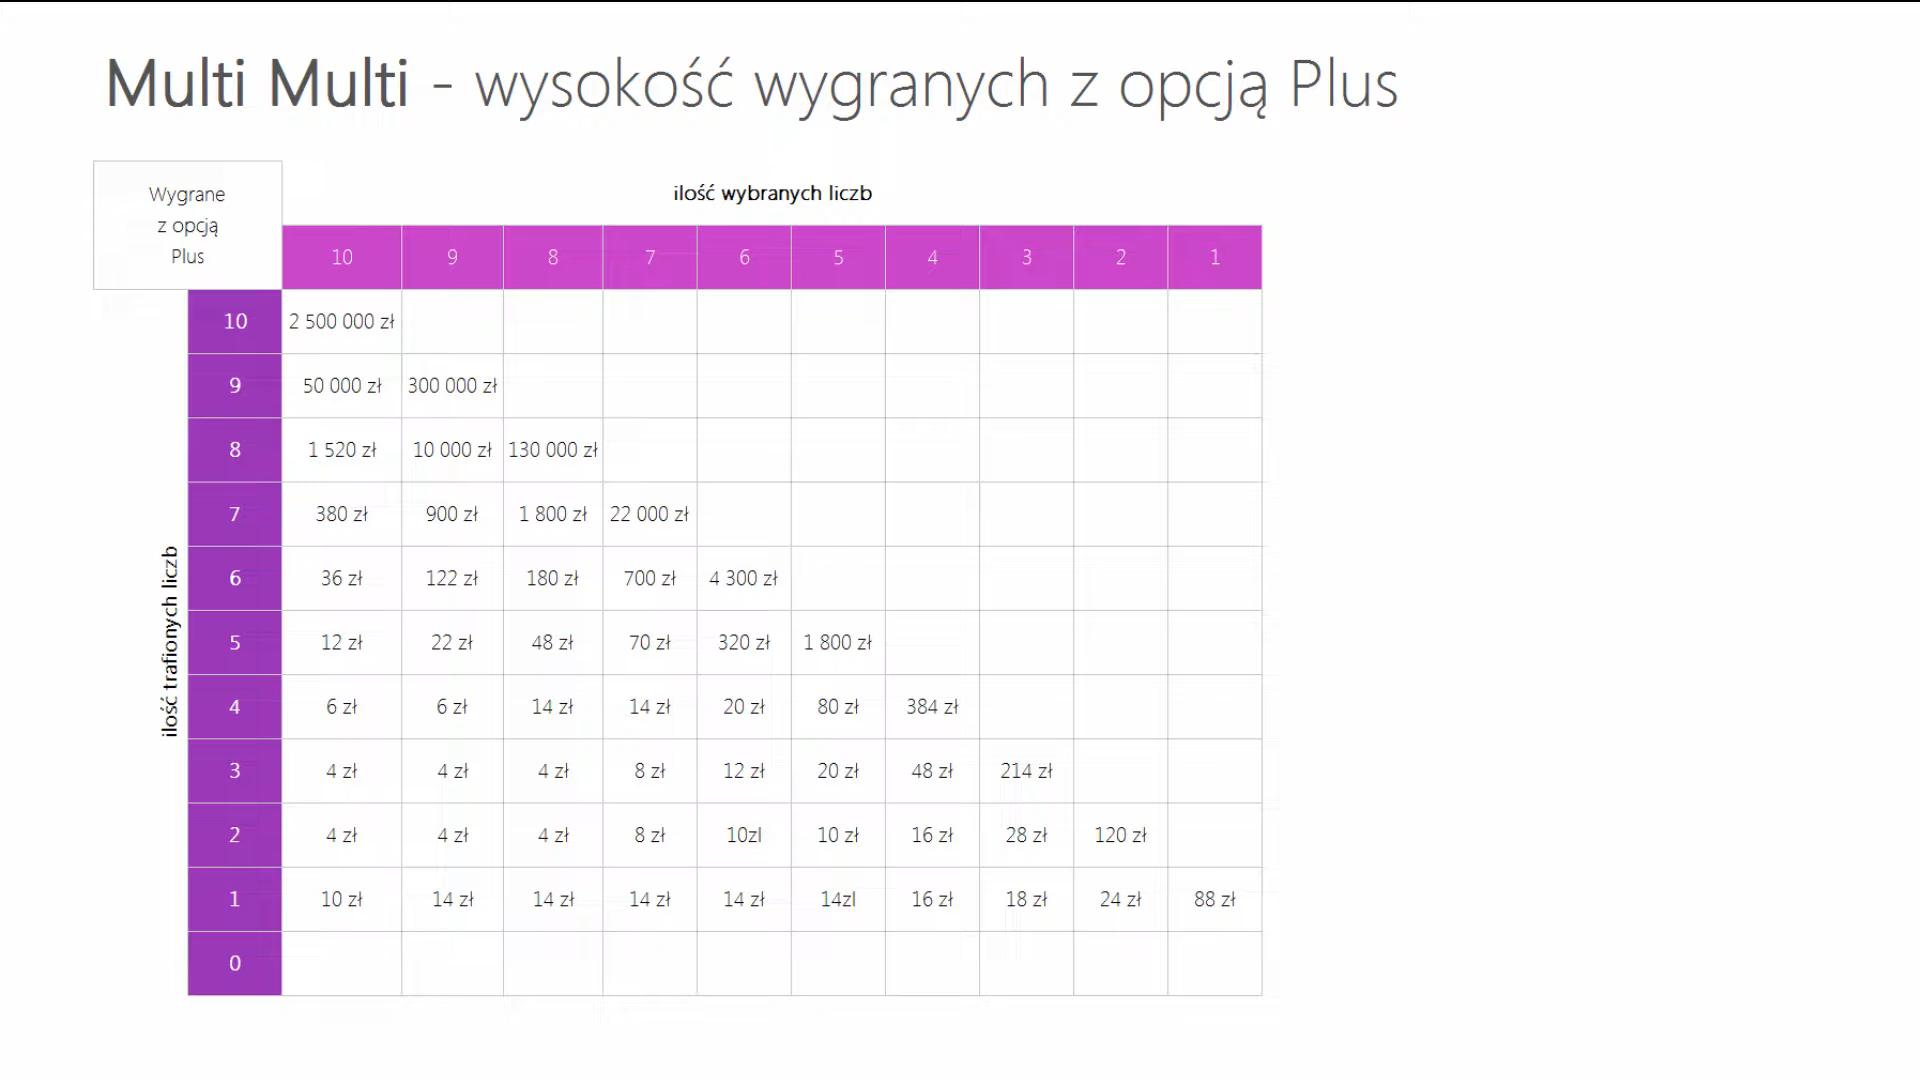 Multi Multi - wysokość wygranych z opcją Plus
Wygrane
z opcją
Plus
ilość wybranych liczb
10 9 8 7 6 5 4 3 2 1
ilość trafionych liczb
10 2 500 000 zł
9 50 000 zł 300 000 zł
8 1 520 zł 10 000 zł 130 000 zł
7 380 zł 900 zł 1 800 zł 22 000 zł
6 36 zł 122 zł 180 zł 700 zł 4 300 zł
5 12 zł 22 zł 48 zł 70 zł 320 zł 1 800 zł
4 6 zł 6 zł 14 zł 14 zł 20 zł 80 zł 384 zł
3 4 zł 4 zł 4 zł 8 zł 12 zł 20 zł 48 zł 214 zł
2 4 zł 4 zł 4 zł 8 zł 10zl 10 zł 16 zł 28 zł 120 zł
1 10 zł 14 zł 14 zł 14 zł 14 zł 14zl 16 zł 18 zł 24 zł 88 zł
0